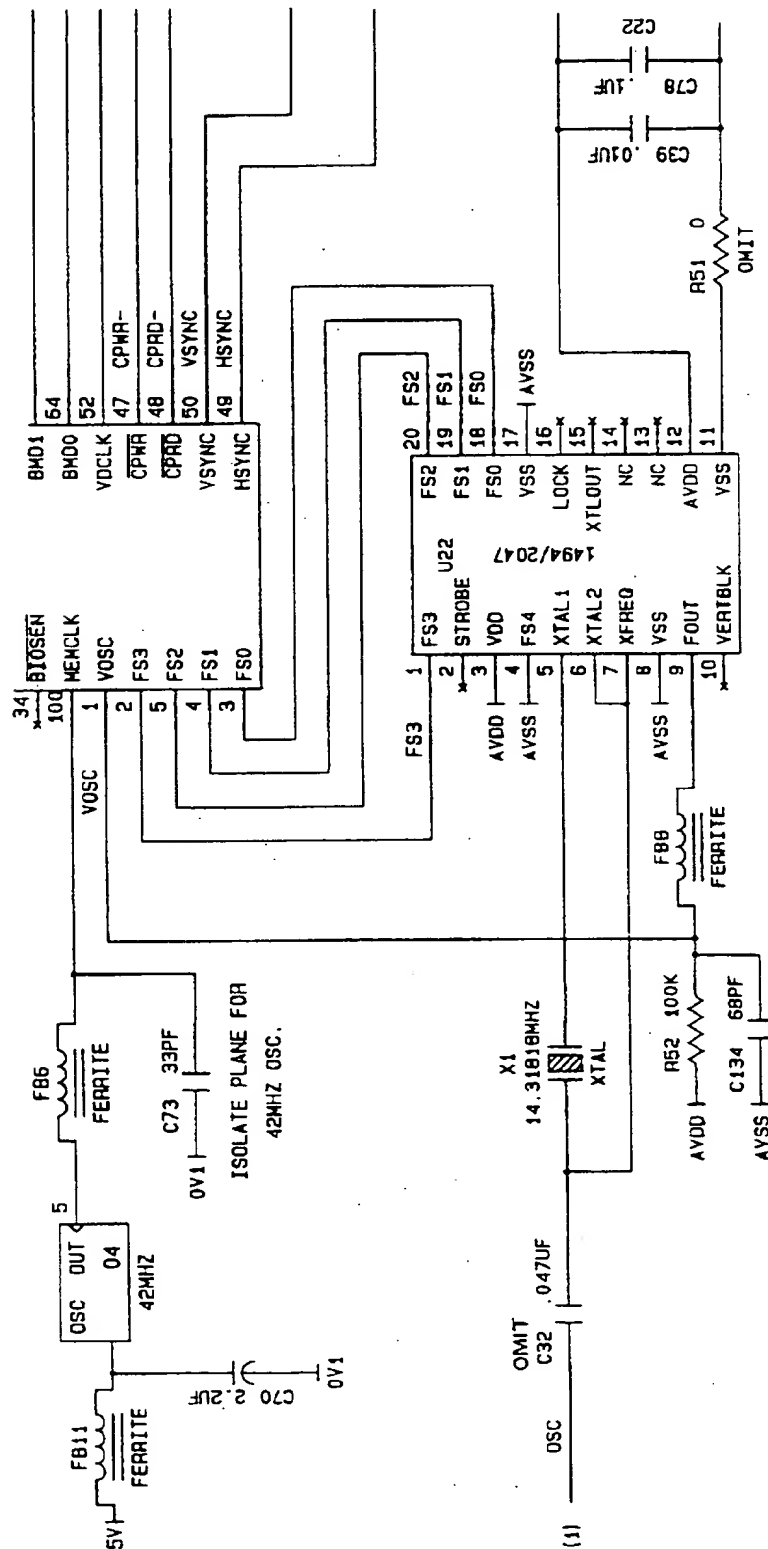 5V
FB11
FERRITE
C70 2.2UF
0V1
OSC OUT
O4
42MHZ
5
FB6
FERRITE
C73 33PF
0V1
ISOLATE PLANE FOR
42MHZ OSC.
VOSC
34 BIOSEN
100 MEMCLK
1 VOSC
2 FS3
5 FS2
4 FS1
3 FS0
BMD1
BMD0 64
VDCLK 52
CPWR 47 CPWR-
CPRD 48 CPRD-
VSYNC 50 VSYNC
HSYNC 49 HSYNC
FS3
1 FS3
2 STROBE
AVDD 3 VDD
AVSS 4 FS4
5 XTAL1
6 XTAL2
7 XFREQ
AVSS 8 VSS
9 FOUT
10 VERTBLK
U22
1494/2047
FS2 20 FS2
FS1 19 FS1
FS0 18 FS0
VSS 17 AVSS
LOCK 16
XTLOUT 15
NC 14
NC 13
AVDD 12
VSS 11
(1)
OSC
OMIT
C32 .047UF
X1
14.31818MHZ
XTAL
FB8
FERRITE
AVDD R52 100K
AVSS C134 68PF
R51 0
OMIT
C39 .01UF
C78 .1UF
C22